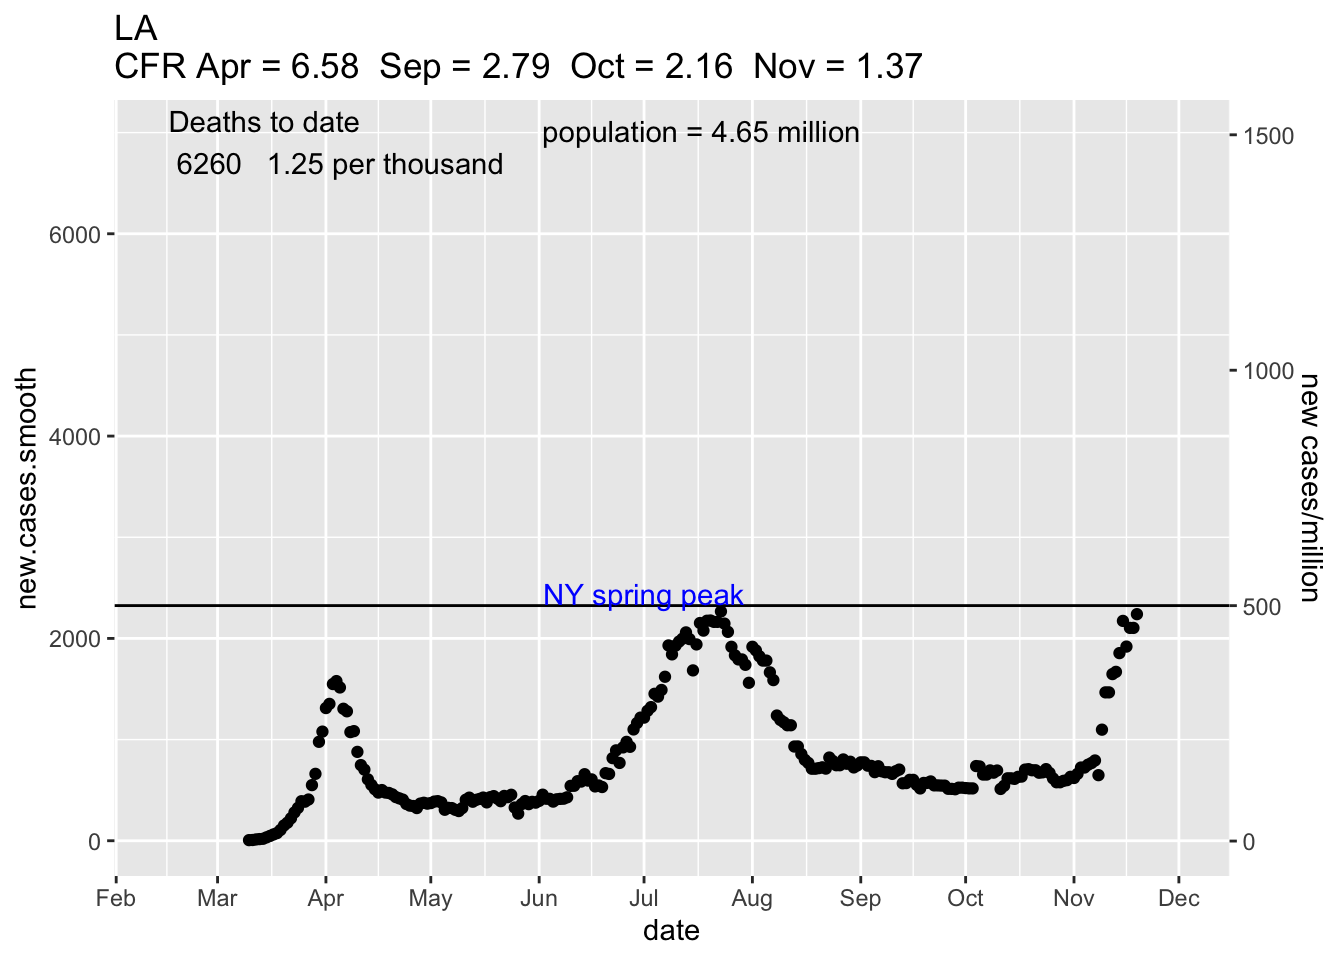 LA
CFR Apr = 6.58  Sep = 2.79  Oct = 2.16  Nov = 1.37
Deaths to date
6260   1.25 per thousand
population = 4.65 million
1500
6000
1000
4000
new.cases.smooth
new cases/million
NY spring peak
500
2000
0
0
Feb Mar Apr May Jun Jul Aug Sep Oct Nov Dec
date